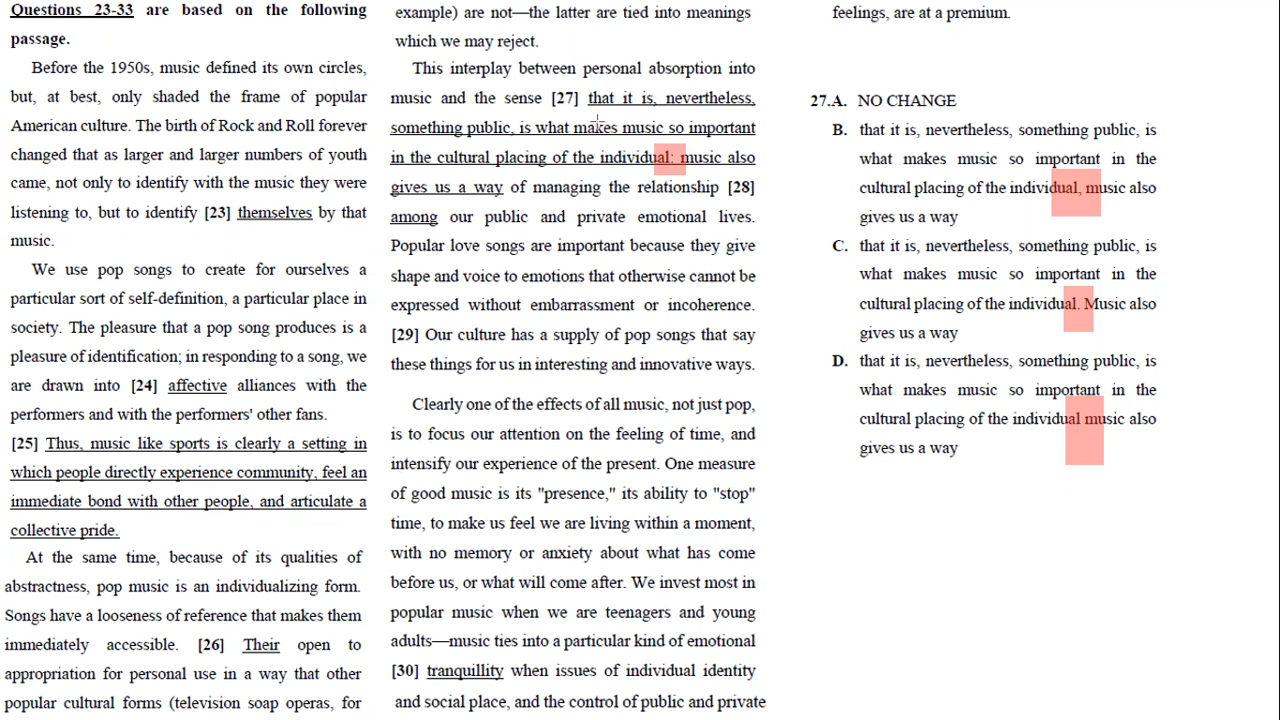 Questions 23-33 are based on the following
passage.
Before the 1950s, music defined its own circles,
but, at best, only shaded the frame of popular
American culture. The birth of Rock and Roll forever
changed that as larger and larger numbers of youth
came, not only to identify with the music they were
listening to, but to identify [23] themselves by that
music.
We use pop songs to create for ourselves a
particular sort of self-definition, a particular place in
society. The pleasure that a pop song produces is a
pleasure of identification; in responding to a song, we
are drawn into [24] affective alliances with the
performers and with the performers' other fans.
[25] Thus, music like sports is clearly a setting in
which people directly experience community, feel an
immediate bond with other people, and articulate a
collective pride.
At the same time, because of its qualities of
abstractness, pop music is an individualizing form.
Songs have a looseness of reference that makes them
immediately accessible. [26] Their open to
appropriation for personal use in a way that other
popular cultural forms (television soap operas, for
example) are not—the latter are tied into meanings
which we may reject.
This interplay between personal absorption into
music and the sense [27] that it is, nevertheless,
something public, is what makes music so important
in the cultural placing of the individual: music also
gives us a way of managing the relationship [28]
among our public and private emotional lives.
Popular love songs are important because they give
shape and voice to emotions that otherwise cannot be
expressed without embarrassment or incoherence.
[29] Our culture has a supply of pop songs that say
these things for us in interesting and innovative ways.
Clearly one of the effects of all music, not just pop,
is to focus our attention on the feeling of time, and
intensify our experience of the present. One measure
of good music is its "presence," its ability to "stop"
time, to make us feel we are living within a moment,
with no memory or anxiety about what has come
before us, or what will come after. We invest most in
popular music when we are teenagers and young
adults—music ties into a particular kind of emotional
[30] tranquillity when issues of individual identity
and social place, and the control of public and private
feelings, are at a premium.
27.A. NO CHANGE
B. that it is, nevertheless, something public, is
what makes music so important in the
cultural placing of the individual, music also
gives us a way
C. that it is, nevertheless, something public, is
what makes music so important in the
cultural placing of the individual. Music also
gives us a way
D. that it is, nevertheless, something public, is
what makes music so important in the
cultural placing of the individual music also
gives us a way